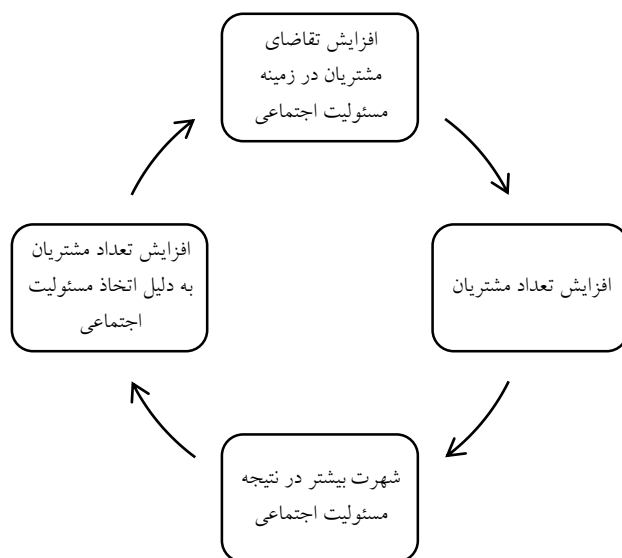 افزایش تقاضای
مشتریان در زمینه
مسئولیت اجتماعی
افزایش تعداد مشتریان
افزایش تعداد مشتریان
به دلیل اتخاذ مسئولیت
اجتماعی
شهرت بیشتر در نتیجه
مسئولیت اجتماعی